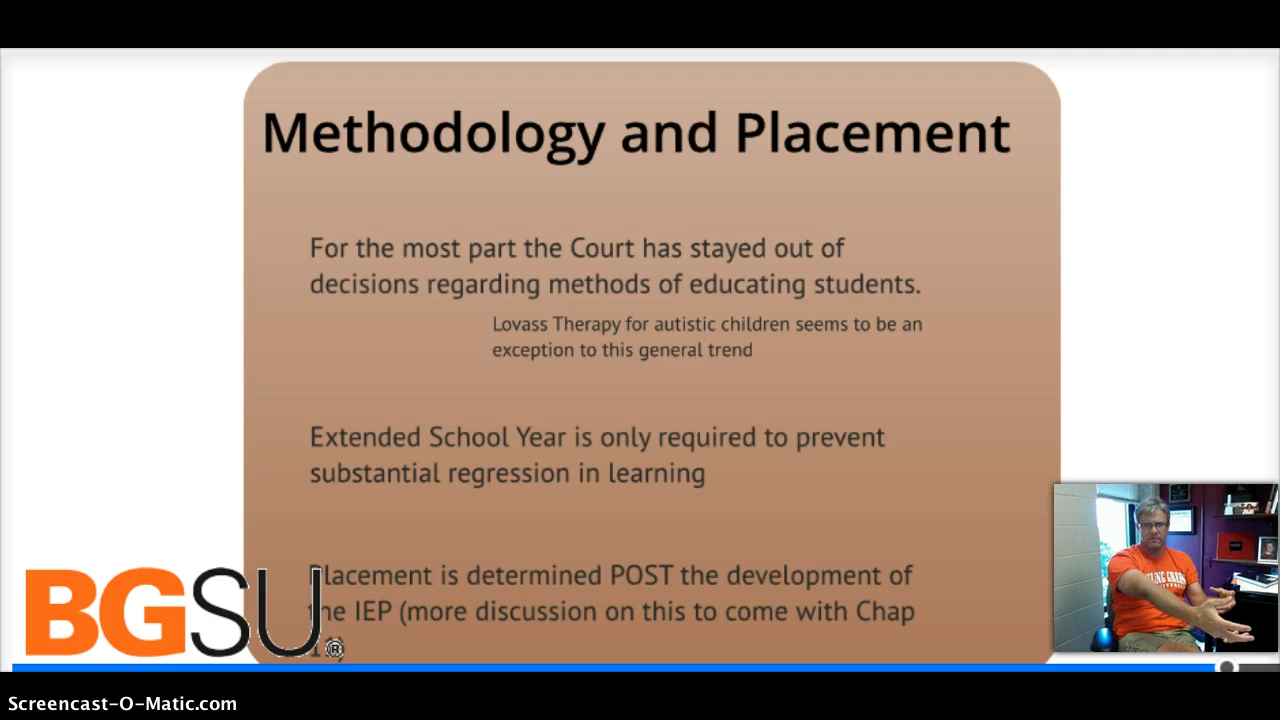 Methodology and Placement
For the most part the Court has stayed out of
decisions regarding methods of educating students.
Lovass Therapy for autistic children seems to be an
exception to this general trend
Extended School Year is only required to prevent
substantial regression in learning
Placement is determined POST the development of
the IEP (more discussion on this to come with Chap
BGSU®
Screencast-O-Matic.com